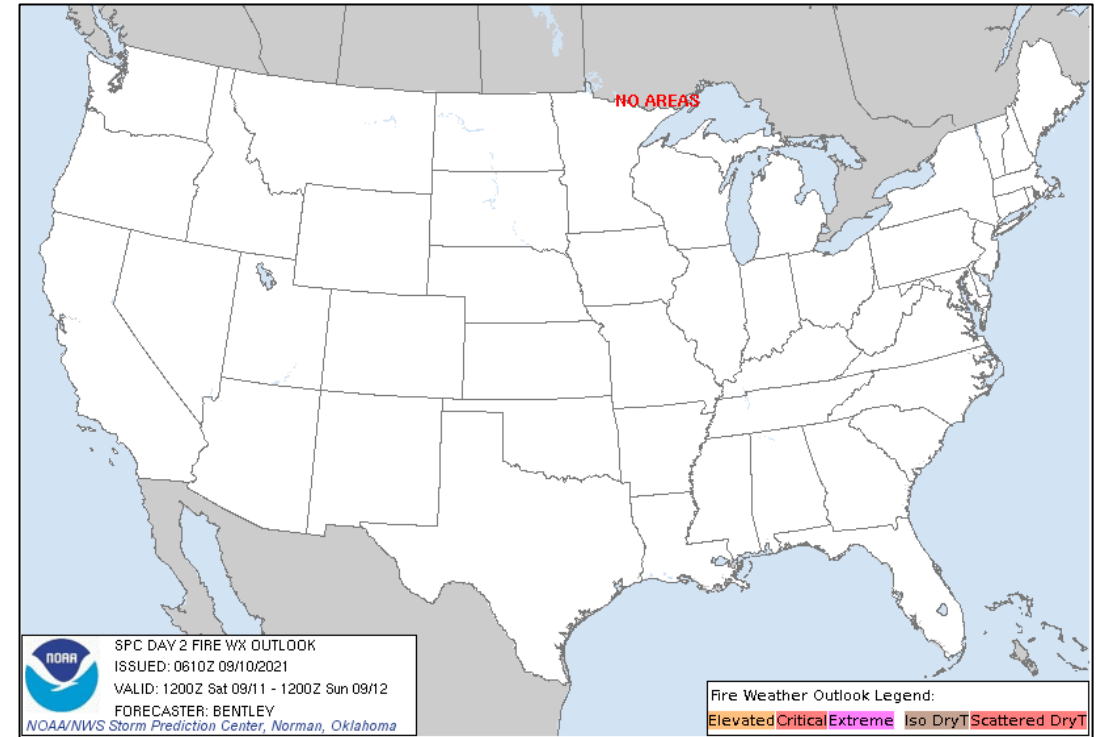 NO AREAS
NOAA
SPC DAY 2 FIRE WX OUTLOOK
ISSUED: 0610Z 09/10/2021
VALID: 1200Z Sat 09/11 - 1200Z Sun 09/12
FORECASTER: BENTLEY
NOAA/NWS Storm Prediction Center, Norman, Oklahoma
Fire Weather Outlook Legend:
Elevated Critical Extreme Iso DryT Scattered DryT